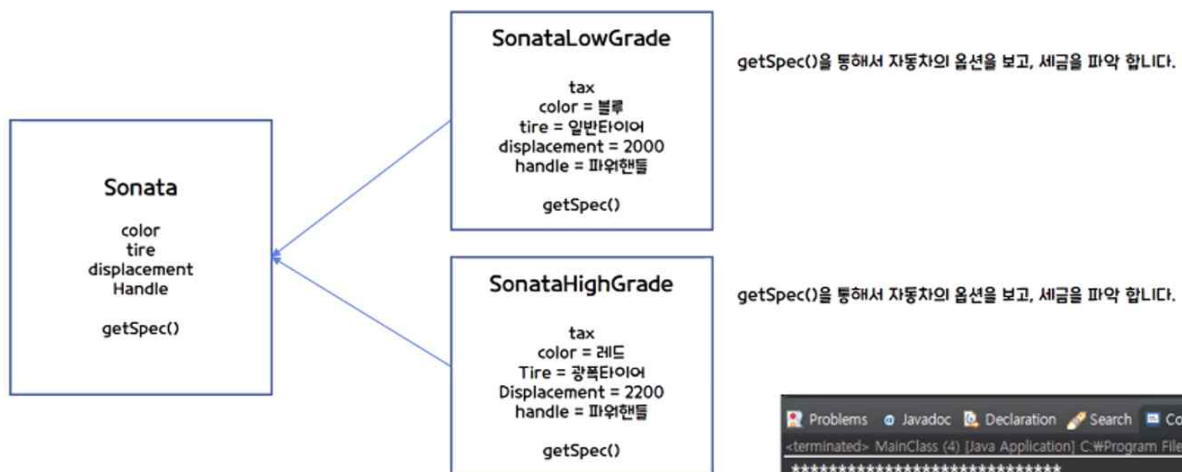 Sonata
color
tire
displacement
Handle
getSpec()
SonataLowGrade
tax
color = 블루
tire = 일반타이어
displacement = 2000
handle = 파워핸들
getSpec()
getSpec()을 통해서 자동차의 옵션을 보고, 세금을 파악 합니다.
SonataHighGrade
tax
color = 레드
Tire = 광폭타이어
Displacement = 2200
handle = 파워핸들
getSpec()
getSpec()을 통해서 자동차의 옵션을 보고, 세금을 파악 합니다.
Problems Javadoc Declaration Search Co
<terminated> MainClass (4) [Java Application] C:₩Program File
****************************